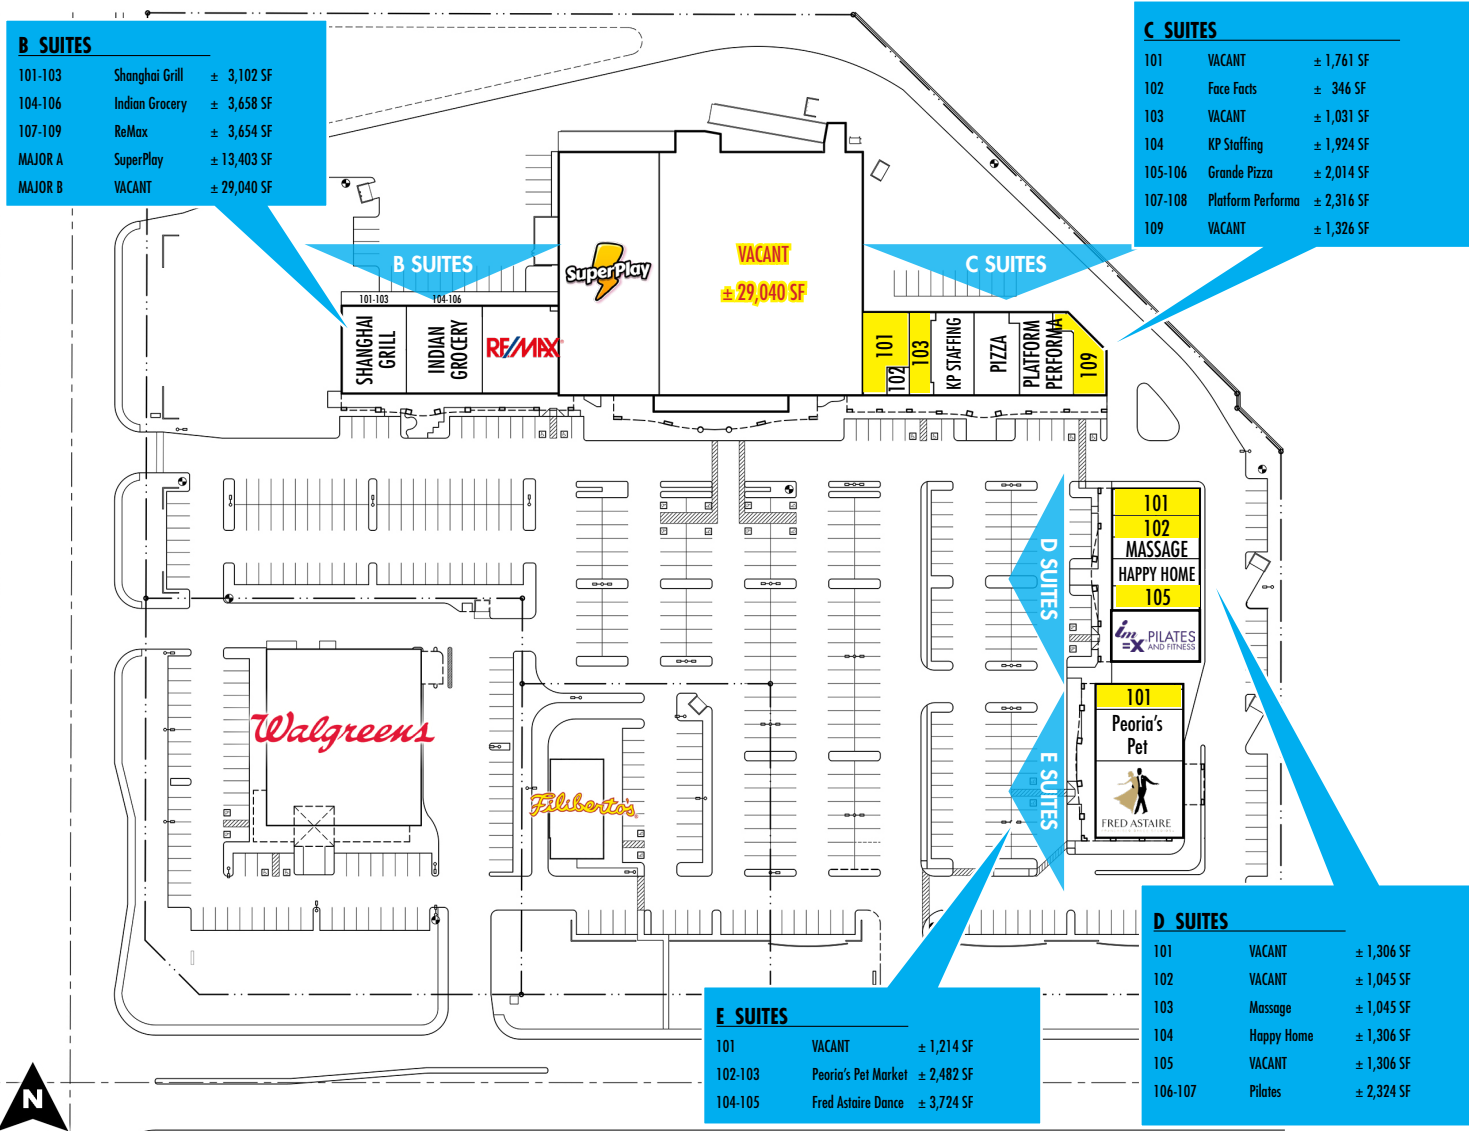 B SUITES
101-103 Shanghai Grill ± 3,102 SF
104-106 Indian Grocery ± 3,658 SF
107-109 ReMax ± 3,654 SF
MAJOR A SuperPlay ± 13,403 SF
MAJOR B VACANT ± 29,040 SF
C SUITES
101 VACANT ± 1,761 SF
102 Face Facts ± 346 SF
103 VACANT ± 1,031 SF
104 KP Staffing ± 1,924 SF
105-106 Grande Pizza ± 2,014 SF
107-108 Platform Performa ± 2,316 SF
109 VACANT ± 1,326 SF
B SUITES
C SUITES
101-103
104-106
SHANGHAI
GRILL
INDIAN
GROCERY
RE/MAX
SuperPlay
VACANT
± 29,040 SF
101
102
103
KP STAFFING
PIZZA
PLATFORM
PERFORMA
109
D SUITES
101
102
MASSAGE
HAPPY HOME
105
imx PILATES
AND FITNESS
E SUITES
101
Peoria's
Pet
FRED ASTAIRE
Walgreens
Filiberto's
D SUITES
101 VACANT ± 1,306 SF
102 VACANT ± 1,045 SF
103 Massage ± 1,045 SF
104 Happy Home ± 1,306 SF
105 VACANT ± 1,306 SF
106-107 Pilates ± 2,324 SF
E SUITES
101 VACANT ± 1,214 SF
102-103 Peoria's Pet Market ± 2,482 SF
104-105 Fred Astaire Dance ± 3,724 SF
N